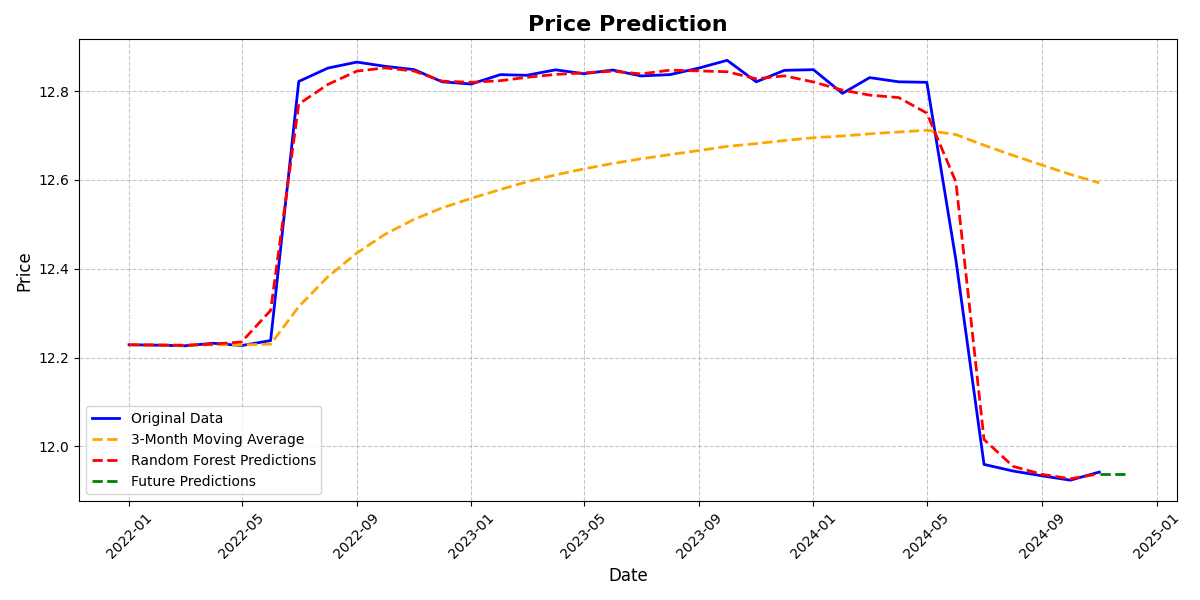 Price Prediction
Price
12.8
12.6
12.4
12.2
12.0
Original Data
3-Month Moving Average
Random Forest Predictions
Future Predictions
2022-01
2022-05
2022-09
2023-01
2023-05
2023-09
2024-01
2024-05
2024-09
2025-01
Date